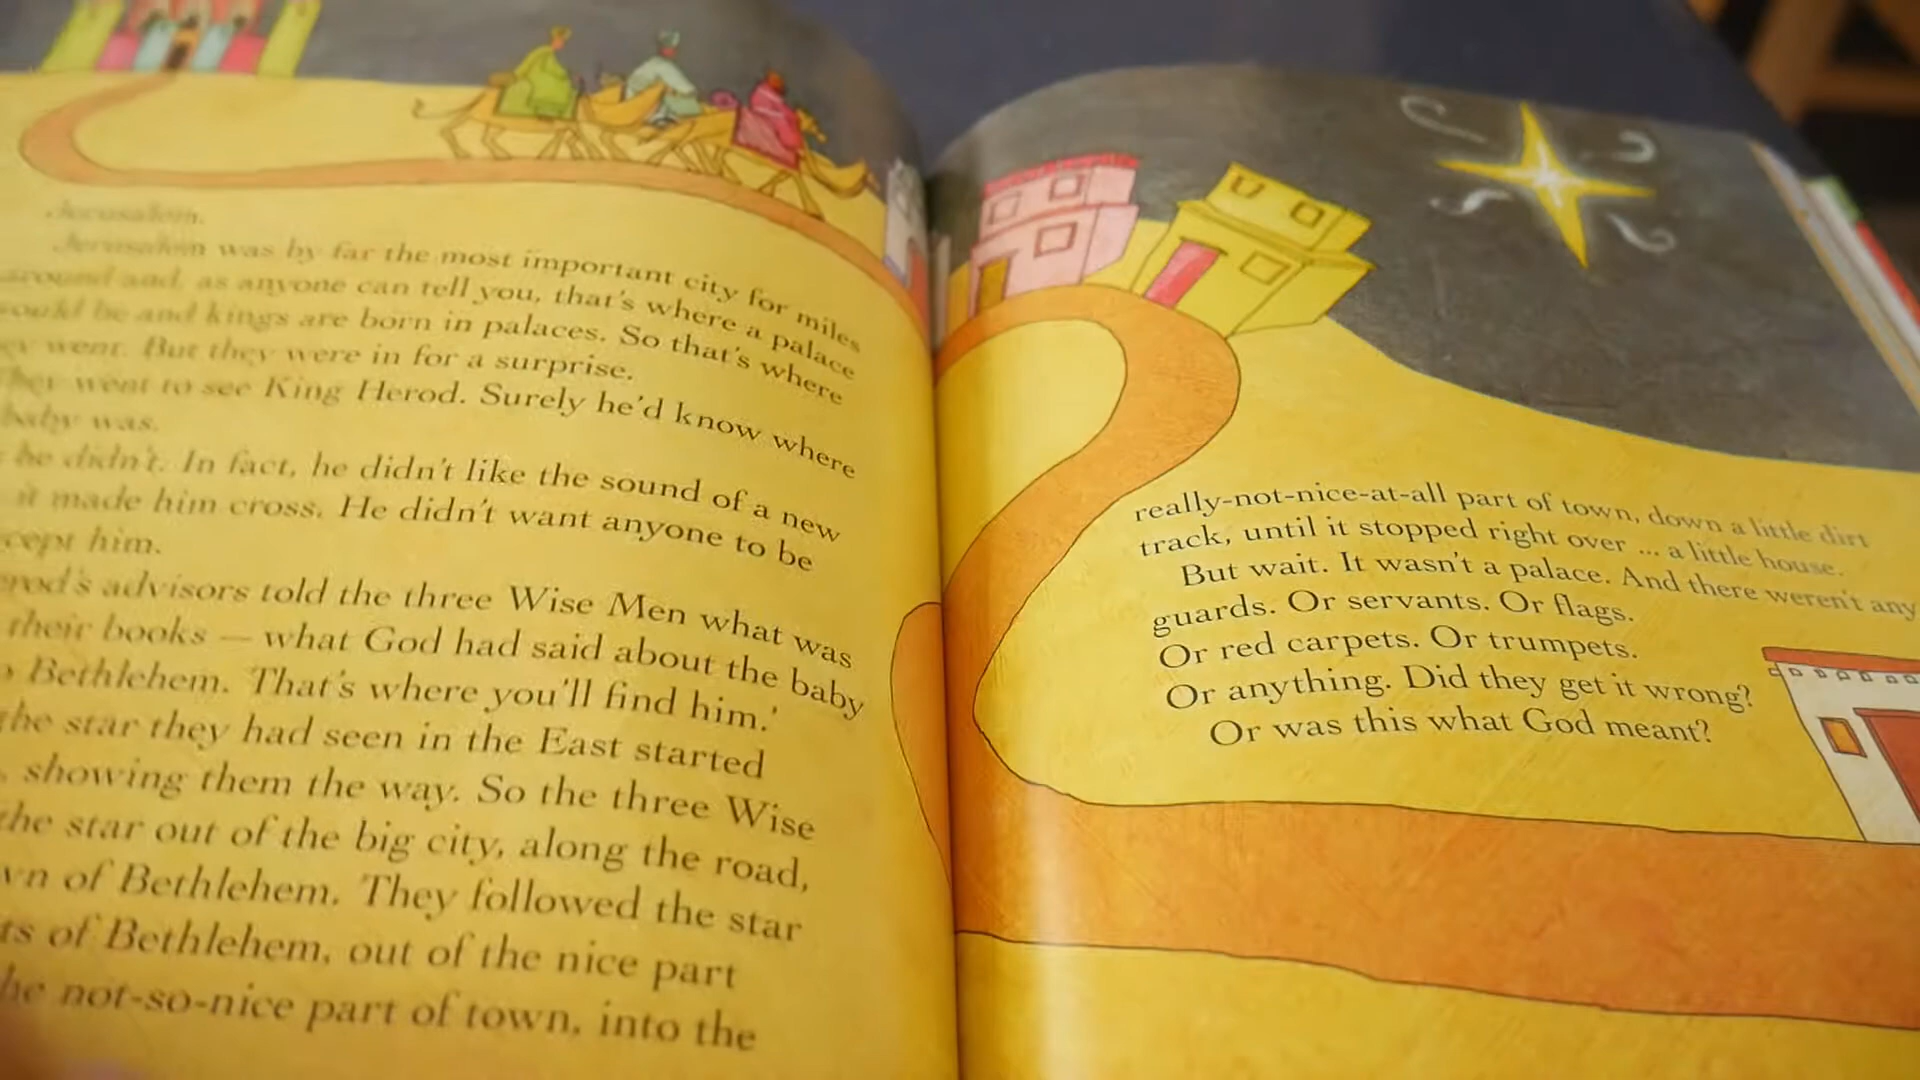 Jerusalem.
Jerusalem was by far the most important city for miles
around and, as anyone can tell you, that's where a palace
would be and kings are born in palaces. So that's where
went. But they were in for a surprise.
They went to see King Herod. Surely he'd know where
baby was.
he didn't. In fact, he didn't like the sound of a new
it made him cross. He didn't want anyone to be
cept him.
erod's advisors told the three Wise Men what was
their books — what God had said about the baby
Bethlehem. That's where you'll find him.'
the star they had seen in the East started
, showing them the way. So the three Wise
the star out of the big city, along the road,
wn of Bethlehem. They followed the star
ts of Bethlehem, out of the nice part
he not-so-nice part of town, into the
really-not-nice-at-all part of town, down a little dirt
track, until it stopped right over ... a little house.
But wait. It wasn't a palace. And there weren't any
guards. Or servants. Or flags.
Or red carpets. Or trumpets.
Or anything. Did they get it wrong?
Or was this what God meant?